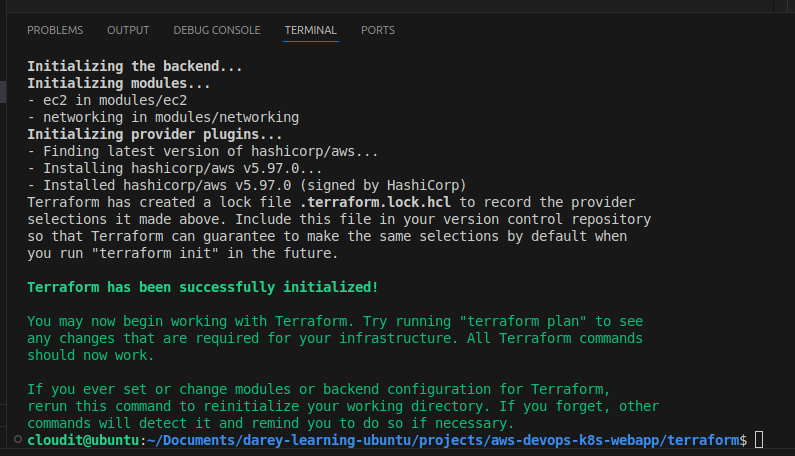 PROBLEMS OUTPUT DEBUG CONSOLE TERMINAL PORTS
Initializing the backend...
Initializing modules...
- ec2 in modules/ec2
- networking in modules/networking
Initializing provider plugins...
- Finding latest version of hashicorp/aws...
- Installing hashicorp/aws v5.97.0...
- Installed hashicorp/aws v5.97.0 (signed by HashiCorp)
Terraform has created a lock file .terraform.lock.hcl to record the provider
selections it made above. Include this file in your version control repository
so that Terraform can guarantee to make the same selections by default when
you run "terraform init" in the future.
Terraform has been successfully initialized!
You may now begin working with Terraform. Try running "terraform plan" to see
any changes that are required for your infrastructure. All Terraform commands
should now work.
If you ever set or change modules or backend configuration for Terraform,
rerun this command to reinitialize your working directory. If you forget, other
commands will detect it and remind you to do so if necessary.
cloudit@ubuntu:~/Documents/darey-learning-ubuntu/projects/aws-devops-k8s-webapp/terraform$